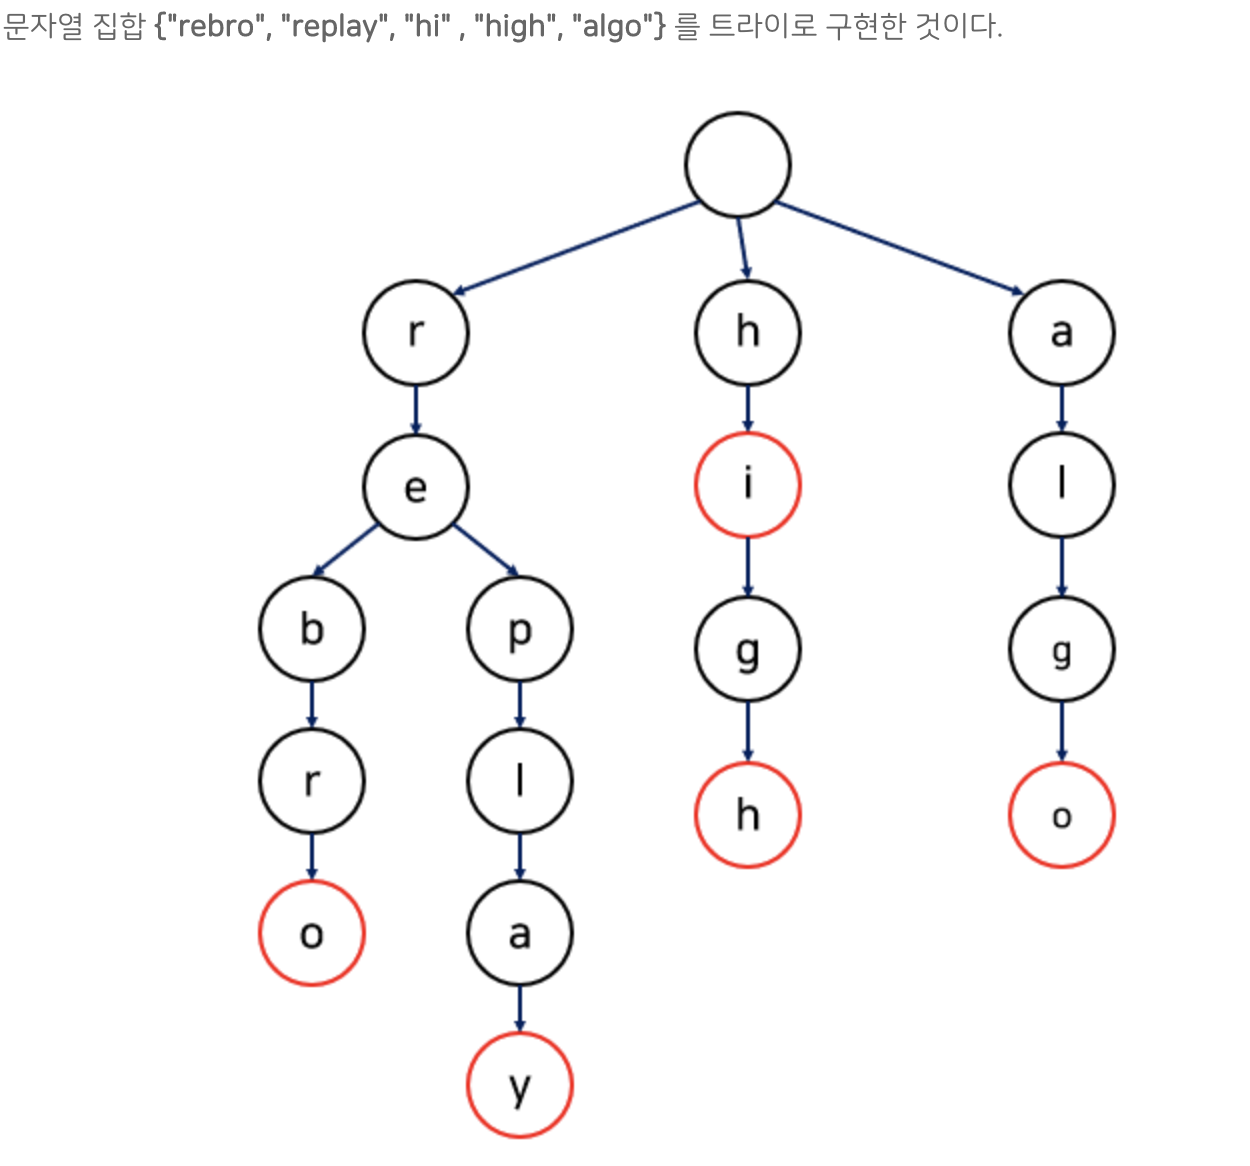 문자열 집합 {"rebro", "replay", "hi" , "high", "algo"} 를 트라이로 구현한 것이다.
r h a
e i l
b p g g
r l h o
o a
y